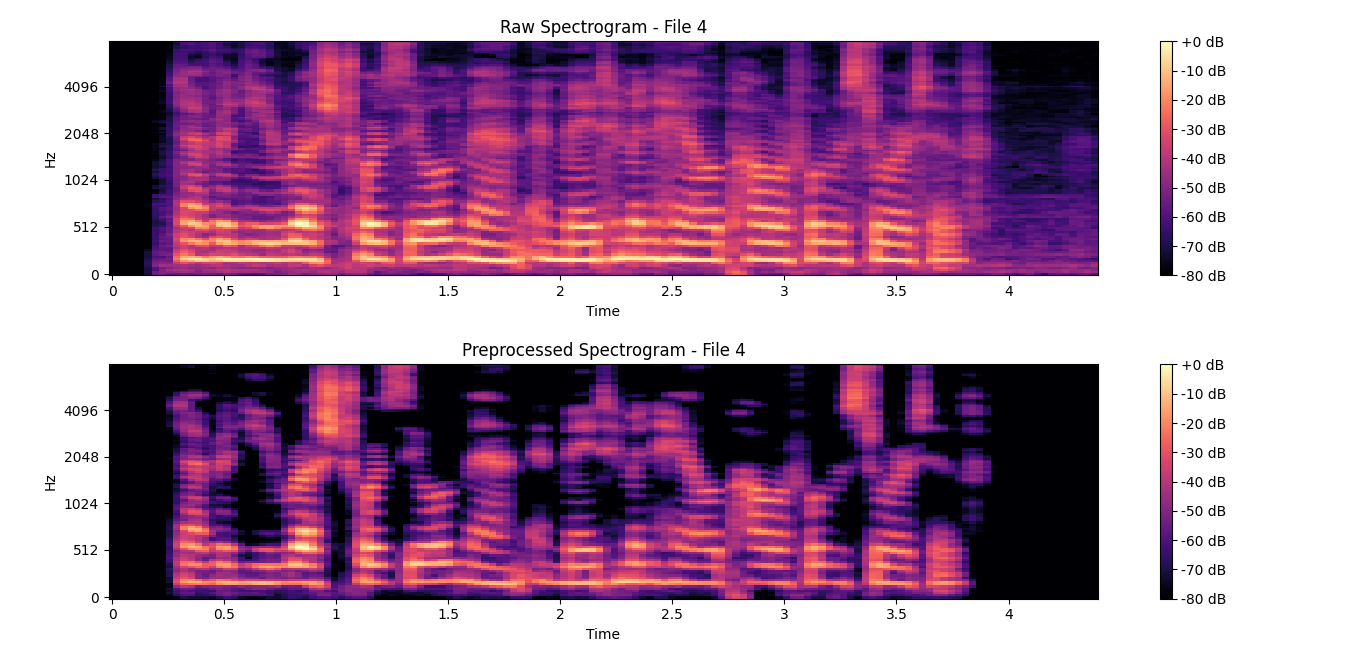 Raw Spectrogram - File 4
Hz
4096
2048
1024
512
0
0 0.5 1 1.5 2 2.5 3 3.5 4
Time
+0 dB
-10 dB
-20 dB
-30 dB
-40 dB
-50 dB
-60 dB
-70 dB
-80 dB
Preprocessed Spectrogram - File 4
Hz
4096
2048
1024
512
0
0 0.5 1 1.5 2 2.5 3 3.5 4
Time
+0 dB
-10 dB
-20 dB
-30 dB
-40 dB
-50 dB
-60 dB
-70 dB
-80 dB